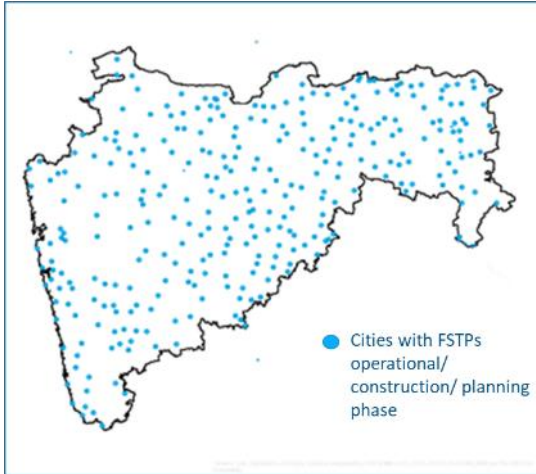 Cities with FSTPs
operational/
construction/ planning
phase